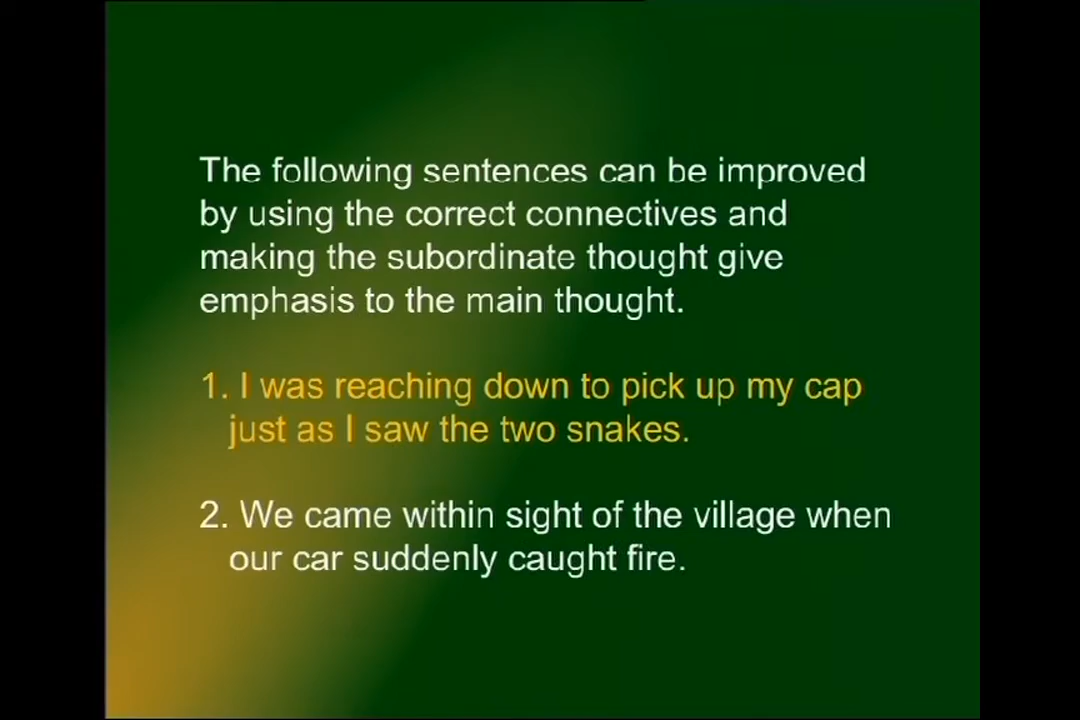 The following sentences can be improved
by using the correct connectives and
making the subordinate thought give
emphasis to the main thought.
1. I was reaching down to pick up my cap
just as I saw the two snakes.
2. We came within sight of the village when
our car suddenly caught fire.